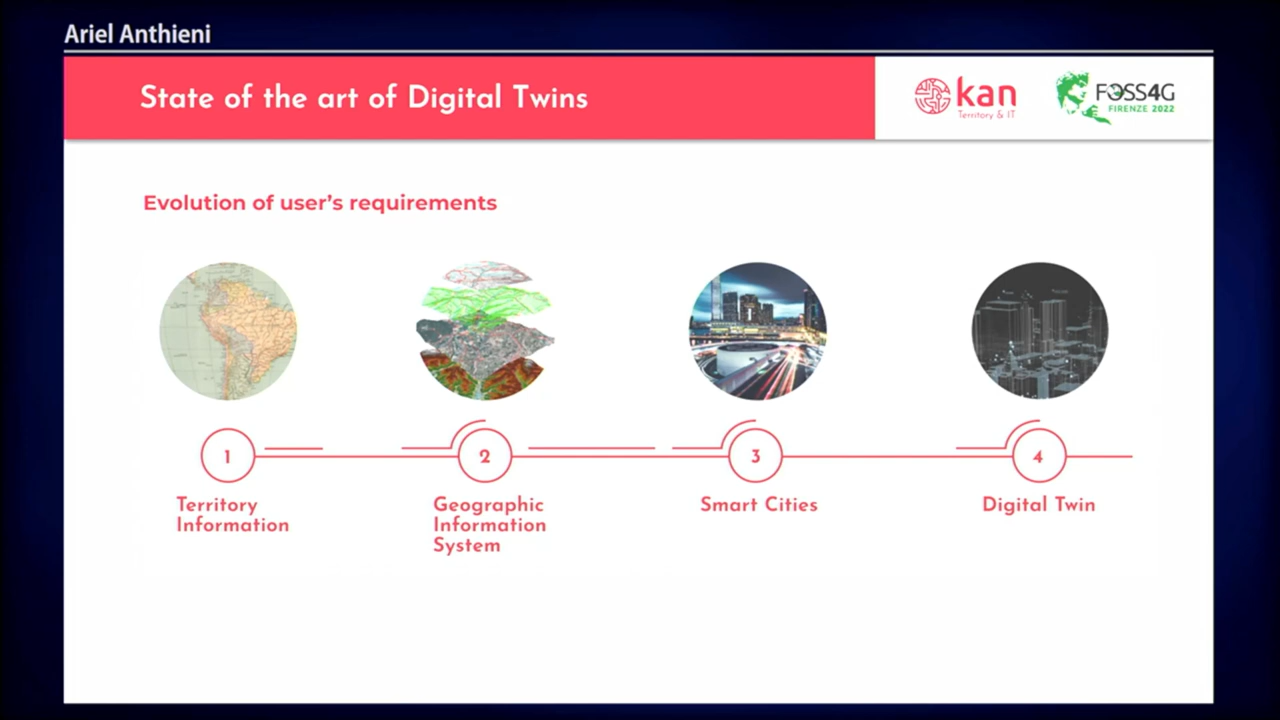 Ariel Anthieni
State of the art of Digital Twins
kan
Territory & IT
FOSS4G
FIRENZE 2022
Evolution of user's requirements
1
2
3
4
Territory
Information
Geographic
Information
System
Smart Cities
Digital Twin